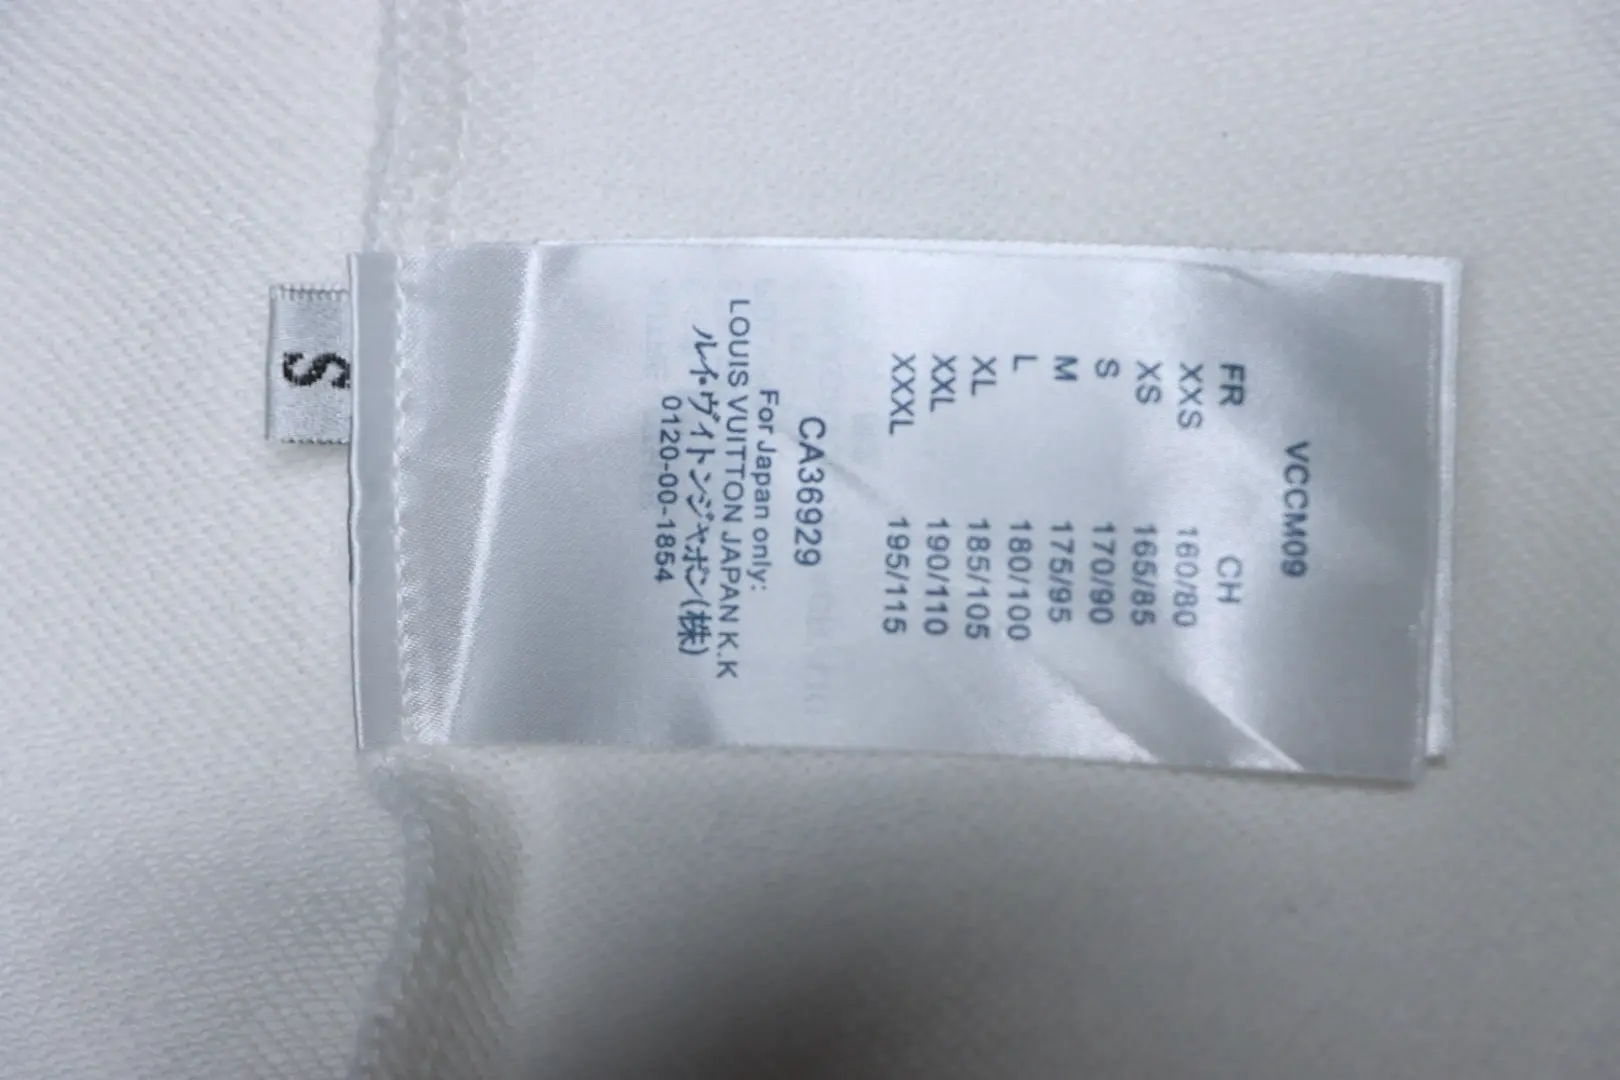 VCCM09
FR CH
XXS 160/80
XS 165/85
S 170/90
M 175/95
L 180/100
XL 185/105
XXL 190/110
XXXL 195/115
CA36929
For Japan only:
LOUIS VUITTON JAPAN K.K
ルイ・ヴィトンジャポン(株)
0120-00-1854
S